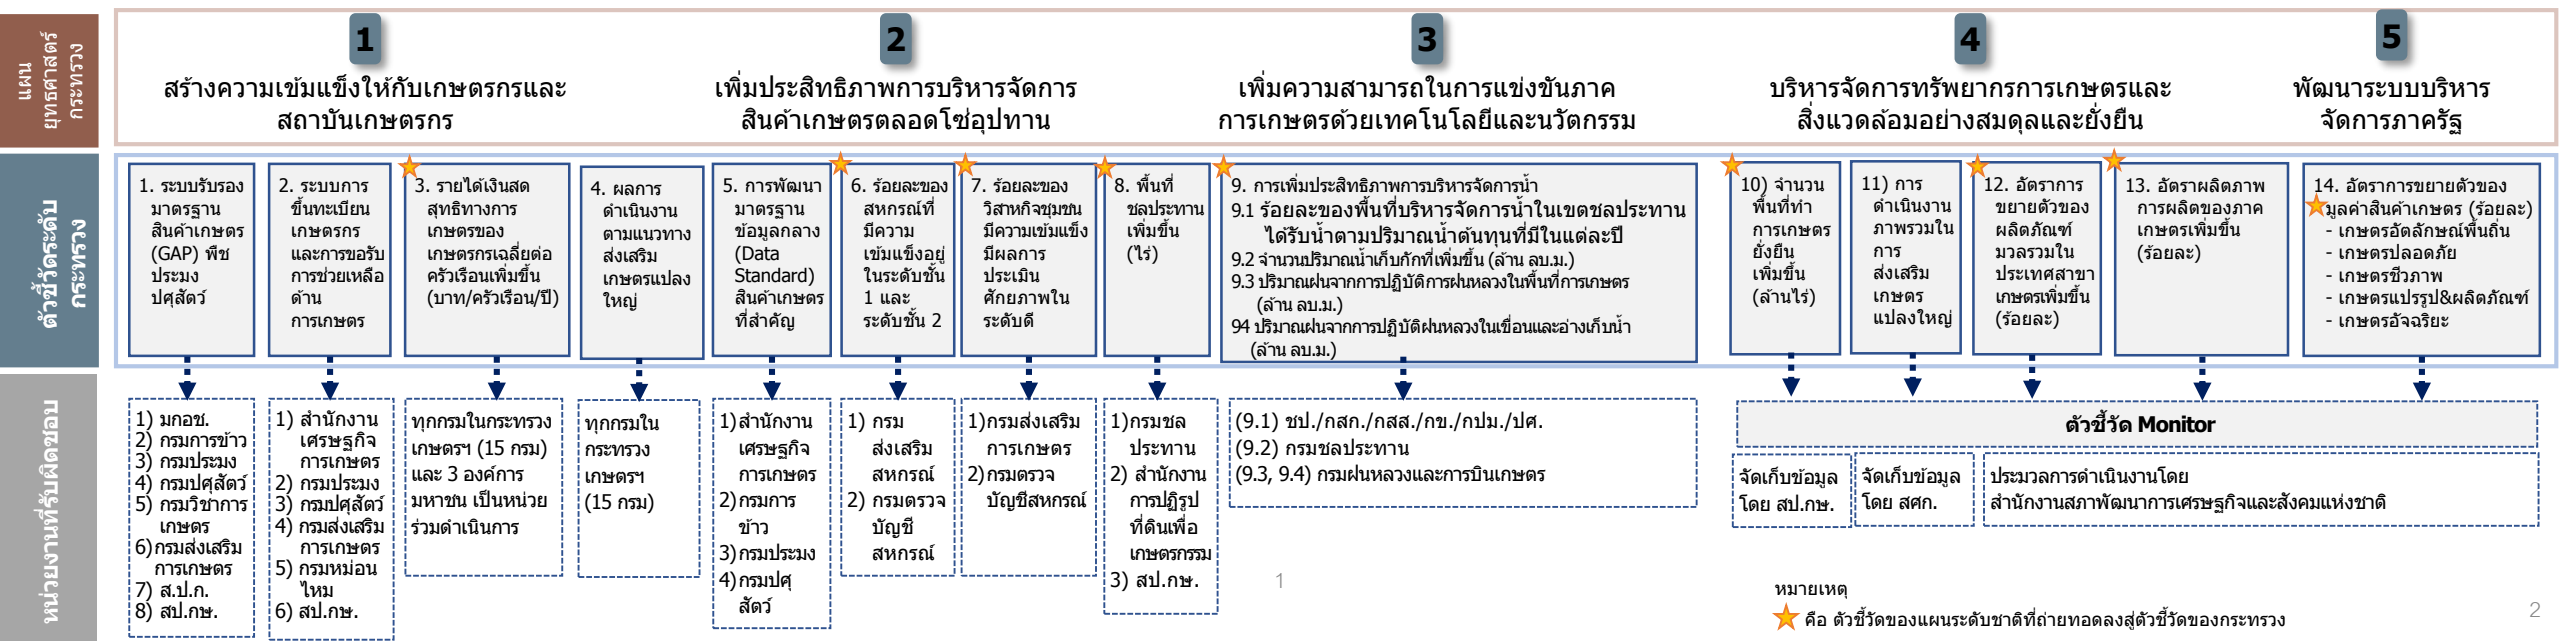 แผน
ยุทธศาสตร์
กระทรวง
1
สร้างความเข้มแข็งให้กับเกษตรกรและ
สถาบันเกษตรกร
2
เพิ่มประสิทธิภาพการบริหารจัดการ
สินค้าเกษตรตลอดโซ่อุปทาน
3
เพิ่มความสามารถในการแข่งขันภาค
การเกษตรด้วยเทคโนโลยีและนวัตกรรม
4
บริหารจัดการทรัพยากรการเกษตรและ
สิ่งแวดล้อมอย่างสมดุลและยั่งยืน
5
พัฒนาระบบบริหาร
จัดการภาครัฐ
ตัวชี้วัดระดับ
กระทรวง
1. ระบบรับรอง
มาตรฐาน
สินค้าเกษตร
(GAP) พืช
ประมง
ปศุสัตว์
2. ระบบการ
ขึ้นทะเบียน
เกษตรกร
และการขอรับ
การช่วยเหลือ
ด้าน
การเกษตร
3. รายได้เงินสด
สุทธิทางการ
เกษตรของ
เกษตรกรเฉลี่ยต่อ
ครัวเรือนเพิ่มขึ้น
(บาท/ครัวเรือน/ปี)
4. ผลการ
ดำเนินงาน
ตามแนวทาง
ส่งเสริม
เกษตรแปลง
ใหญ่
5. การพัฒนา
มาตรฐาน
ข้อมูลกลาง
(Data
Standard)
สินค้าเกษตร
ที่สำคัญ
6. ร้อยละของ
สหกรณ์ที่
มีความ
เข้มแข็งอยู่
ในระดับชั้น
1 และ
ระดับชั้น 2
7. ร้อยละของ
วิสาหกิจชุมชน
มีความเข้มแข็ง
มีผลการ
ประเมิน
ศักยภาพใน
ระดับดี
8. พื้นที่
ชลประทาน
เพิ่มขึ้น
(ไร่)
9. การเพิ่มประสิทธิภาพการบริหารจัดการน้ำ
9.1 ร้อยละของพื้นที่บริหารจัดการน้ำในเขตชลประทาน
ได้รับน้ำตามปริมาณน้ำต้นทุนที่มีในแต่ละปี
9.2 จำนวนปริมาณน้ำเก็บกักที่เพิ่มขึ้น (ล้าน ลบ.ม.)
9.3 ปริมาณฝนจากการปฏิบัติการฝนหลวงในพื้นที่การเกษตร
(ล้าน ลบ.ม.)
94 ปริมาณฝนจากการปฏิบัติฝนหลวงในเขื่อนและอ่างเก็บน้ำ
(ล้าน ลบ.ม.)
10) จำนวน
พื้นที่ทำ
การเกษตร
ยั่งยืน
เพิ่มขึ้น
(ล้านไร่)
11) การ
ดำเนินงาน
ภาพรวมใน
การ
ส่งเสริม
เกษตร
แปลงใหญ่
12. อัตราการ
ขยายตัวของ
ผลิตภัณฑ์
มวลรวมใน
ประเทศสาขา
เกษตรเพิ่มขึ้น
(ร้อยละ)
13. อัตราผลิตภาพ
การผลิตของภาค
เกษตรเพิ่มขึ้น
(ร้อยละ)
14. อัตราการขยายตัวของ
มูลค่าสินค้าเกษตร (ร้อยละ)
- เกษตรอัตลักษณ์พื้นถิ่น
- เกษตรปลอดภัย
- เกษตรชีวภาพ
- เกษตรแปรรูป&ผลิตภัณฑ์
- เกษตรอัจฉริยะ
หน่วยงานที่รับผิดชอบ
1) มกอช.
2) กรมการข้าว
3) กรมประมง
4) กรมปศุสัตว์
5) กรมวิชาการ
เกษตร
6)กรมส่งเสริม
การเกษตร
7) ส.ป.ก.
8) สป.กษ.
1) สำนักงาน
เศรษฐกิจ
การเกษตร
2) กรมประมง
3) กรมปศุสัตว์
4) กรมส่งเสริม
การเกษตร
5) กรมหม่อน
ไหม
6) สป.กษ.
ทุกกรมในกระทรวง
เกษตรฯ (15 กรม)
และ 3 องค์การ
มหาชน เป็นหน่วย
ร่วมดำเนินการ
ทุกกรมใน
กระทรวง
เกษตรฯ
(15 กรม)
1)สำนักงาน
เศรษฐกิจ
การเกษตร
2)กรมการ
ข้าว
3)กรมประมง
4)กรมปศุ
สัตว์
1) กรม
ส่งเสริม
สหกรณ์
2) กรมตรวจ
บัญชี
สหกรณ์
1)กรมส่งเสริม
การเกษตร
2)กรมตรวจ
บัญชีสหกรณ์
1)กรมชล
ประทาน
2) สำนักงาน
การปฏิรูป
ที่ดินเพื่อ
เกษตรกรรม
3) สป.กษ.
(9.1) ชป./กสก./กสส./กข./กปม./ปศ.
(9.2) กรมชลประทาน
(9.3, 9.4) กรมฝนหลวงและการบินเกษตร
ตัวชี้วัด Monitor
จัดเก็บข้อมูล
โดย สป.กษ.
จัดเก็บข้อมูล
โดย สศก.
ประมวลการดำเนินงานโดย
สำนักงานสภาพัฒนาการเศรษฐกิจและสังคมแห่งชาติ
1
หมายเหตุ
คือ ตัวชี้วัดของแผนระดับชาติที่ถ่ายทอดลงสู่ตัวชี้วัดของกระทรวง
2